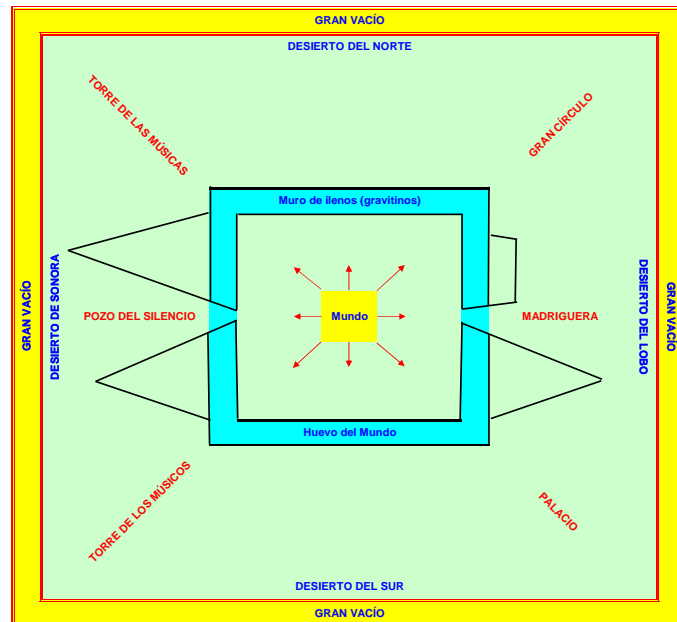 GRAN VACÍO
DESIERTO DEL NORTE
TORRE DE LAS MÚSICAS
GRAN CÍRCULO
Muro de ilenos (gravitinos)
GRAN VACÍO
DESIERTO DE SONORA
POZO DEL SILENCIO
Mundo
MADRIGUERA
DESIERTO DEL LOBO
GRAN VACÍO
Huevo del Mundo
TORRE DE LOS MÚSICOS
PALACIO
DESIERTO DEL SUR
GRAN VACÍO